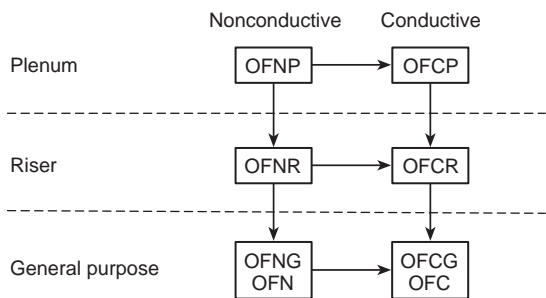 Nonconductive Conductive
Plenum OFNP OFCP
Riser OFNR OFCR
General purpose OFNG OFCG
OFN OFC